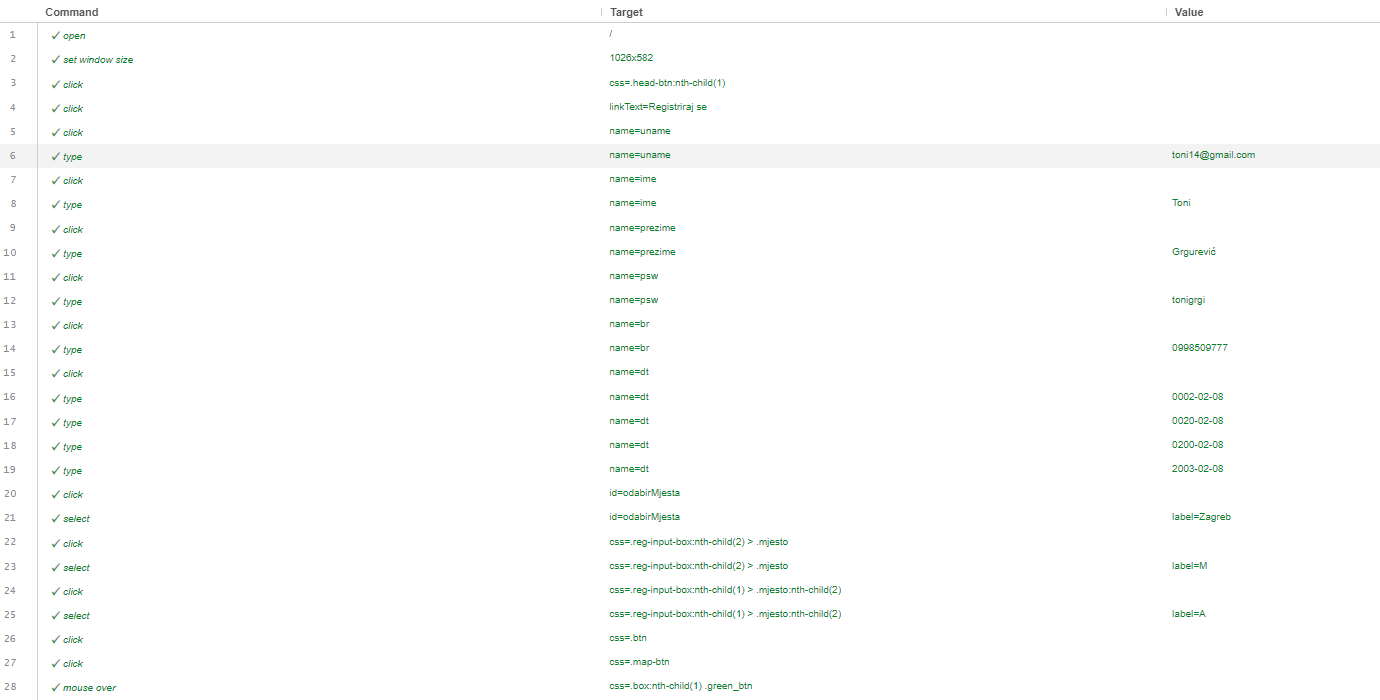 Command Target Value
1 ✓ open /
2 ✓ set window size 1026x582
3 ✓ click css=.head-btn:nth-child(1)
4 ✓ click linkText=Registriraj se
5 ✓ click name=uname
6 ✓ type name=uname toni14@gmail.com
7 ✓ click name=ime
8 ✓ type name=ime Toni
9 ✓ click name=prezime
10 ✓ type name=prezime Grgurević
11 ✓ click name=psw
12 ✓ type name=psw tonigrgi
13 ✓ click name=br
14 ✓ type name=br 0998509777
15 ✓ click name=dt
16 ✓ type name=dt 0002-02-08
17 ✓ type name=dt 0020-02-08
18 ✓ type name=dt 0200-02-08
19 ✓ type name=dt 2003-02-08
20 ✓ click id=odabirMjesta
21 ✓ select id=odabirMjesta label=Zagreb
22 ✓ click css=.reg-input-box:nth-child(2) > .mjesto
23 ✓ select css=.reg-input-box:nth-child(2) > .mjesto label=M
24 ✓ click css=.reg-input-box:nth-child(1) > .mjesto:nth-child(2)
25 ✓ select css=.reg-input-box:nth-child(1) > .mjesto:nth-child(2) label=A
26 ✓ click css=.btn
27 ✓ click css=.map-btn
28 ✓ mouse over css=.box:nth-child(1) .green_btn